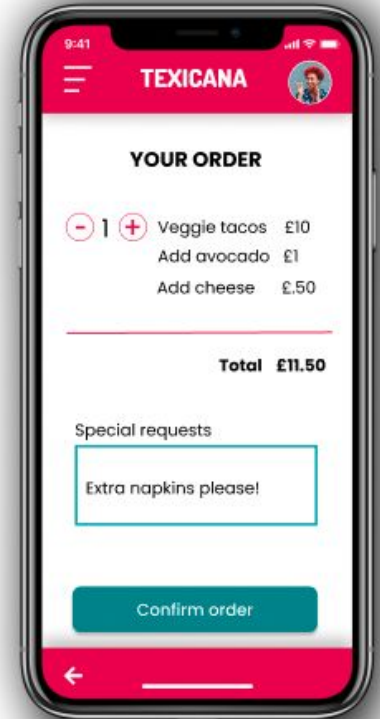 9:41
TEXICANA
YOUR ORDER
- 1 + Veggie tacos £10
Add avocado £1
Add cheese £.50
Total £11.50
Special requests
Extra napkins please!
Confirm order